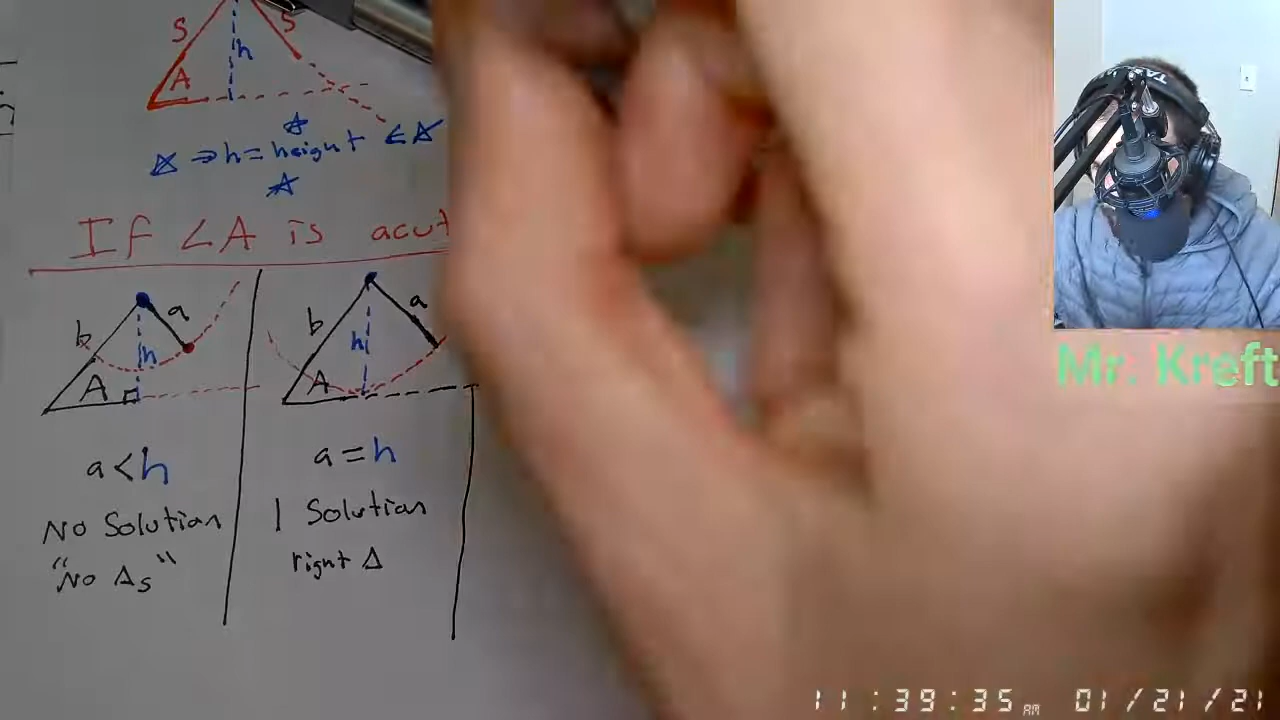 S S
h
A
⇒ h = height ⇐
If ∠A is acut
b a
h
A
b a
h
A
a < h
a = h
No Solution
1 Solution
"No Δs"
right Δ
Mr. Kreft
11:39:35 AM 01/21/21